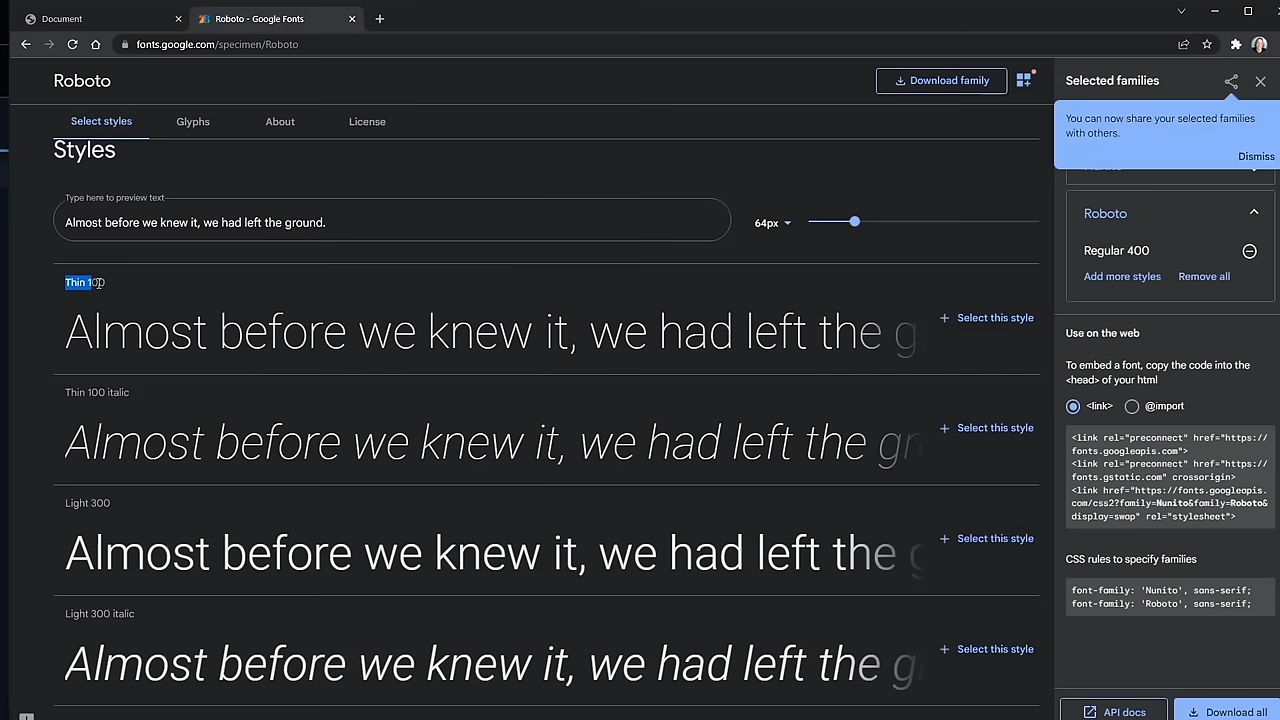 Document
Roboto - Google Fonts
fonts.google.com/specimen/Roboto
Roboto
Download family
Select styles
Glyphs
About
License
Styles
Type here to preview text
Almost before we knew it, we had left the ground.
64px
Thin 100
Almost before we knew it, we had left the g
Select this style
Thin 100 italic
Almost before we knew it, we had left the gr
Select this style
Light 300
Almost before we knew it, we had left the g
Select this style
Light 300 italic
Almost before we knew it, we had left the g
Select this style
Selected families
You can now share your selected families
with others.
Dismiss
Roboto
Regular 400
Add more styles
Remove all
Use on the web
To embed a font, copy the code into the
<head> of your html
<link>
@import
<link rel="preconnect" href="https://
fonts.googleapis.com">
<link rel="preconnect" href="https://
fonts.gstatic.com" crossorigin>
<link href="https://fonts.googleapis.
com/css2?family=Nunito&family=Roboto&
display=swap" rel="stylesheet">
CSS rules to specify families
font-family: 'Nunito', sans-serif;
font-family: 'Roboto', sans-serif;
API docs
Download all